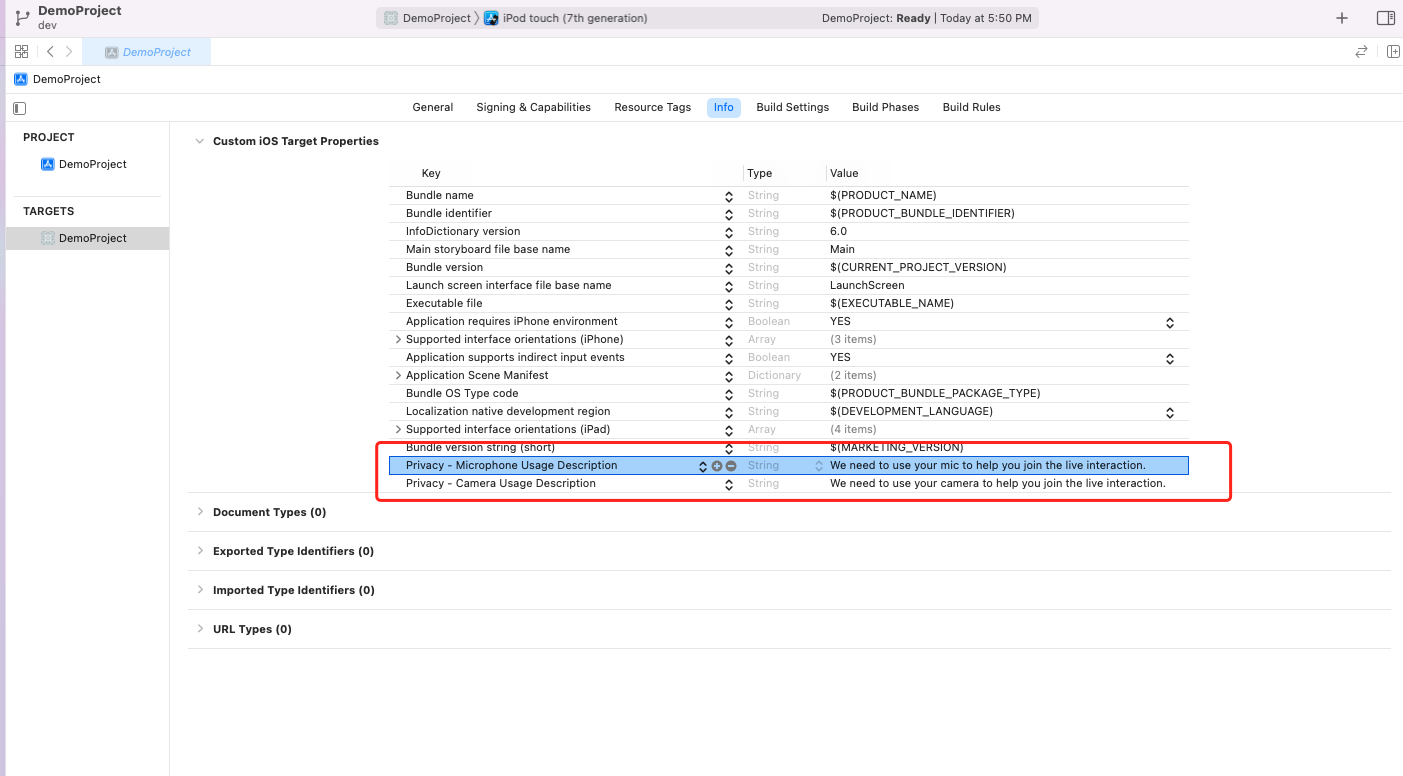 DemoProject
dev
DemoProject 〉 iPod touch (7th generation) DemoProject: Ready | Today at 5:50 PM
DemoProject
DemoProject
General Signing & Capabilities Resource Tags Info Build Settings Build Phases Build Rules
PROJECT
DemoProject
TARGETS
DemoProject
Custom iOS Target Properties
Key Type Value
Bundle name String $(PRODUCT_NAME)
Bundle identifier String $(PRODUCT_BUNDLE_IDENTIFIER)
InfoDictionary version String 6.0
Main storyboard file base name String Main
Bundle version String $(CURRENT_PROJECT_VERSION)
Launch screen interface file base name String LaunchScreen
Executable file String $(EXECUTABLE_NAME)
Application requires iPhone environment Boolean YES
Supported interface orientations (iPhone) Array (3 items)
Application supports indirect input events Boolean YES
Application Scene Manifest Dictionary (2 items)
Bundle OS Type code String $(PRODUCT_BUNDLE_PACKAGE_TYPE)
Localization native development region String $(DEVELOPMENT_LANGUAGE)
Supported interface orientations (iPad) Array (4 items)
Bundle version string (short) String $(MARKETING_VERSION)
Privacy - Microphone Usage Description String We need to use your mic to help you join the live interaction.
Privacy - Camera Usage Description String We need to use your camera to help you join the live interaction.
Document Types (0)
Exported Type Identifiers (0)
Imported Type Identifiers (0)
URL Types (0)